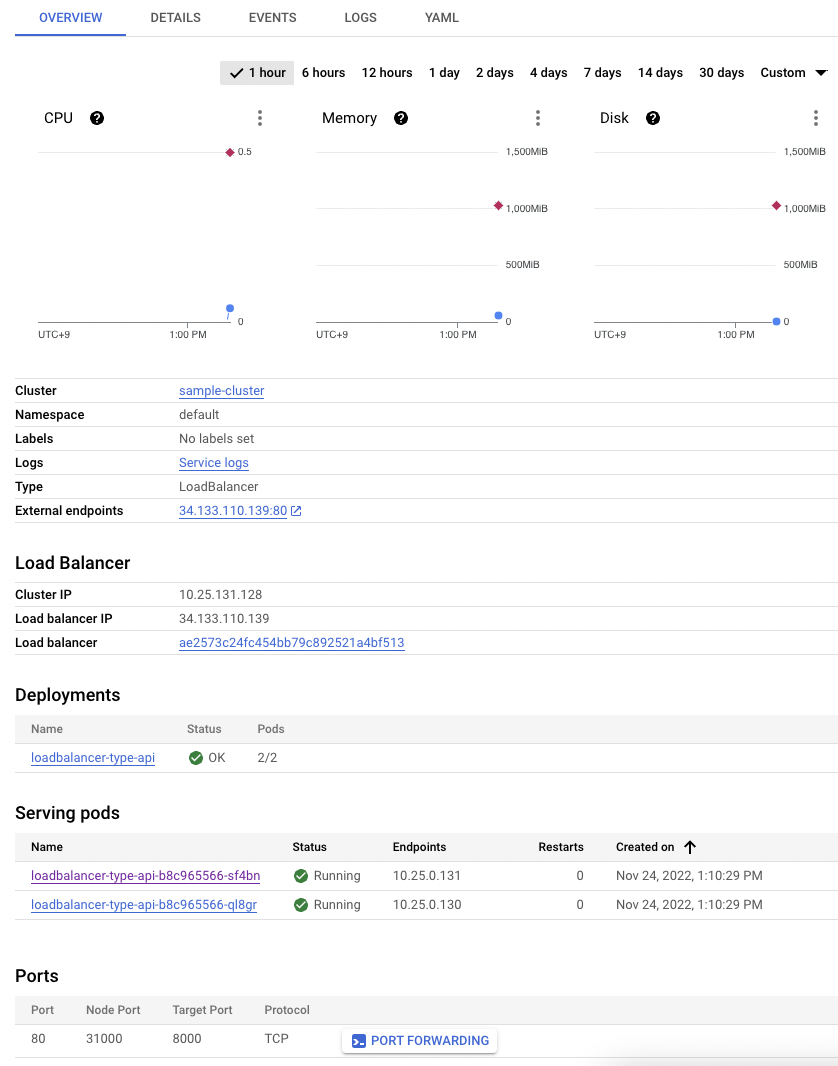 OVERVIEW DETAILS EVENTS LOGS YAML
1 hour 6 hours 12 hours 1 day 2 days 4 days 7 days 14 days 30 days Custom
CPU ? Memory ? Disk ?
0.5 1,500MiB 1,500MiB
1,000MiB 1,000MiB
500MiB 500MiB
0 0 0
UTC+9 1:00 PM UTC+9 1:00 PM UTC+9 1:00 PM
Cluster sample-cluster
Namespace default
Labels No labels set
Logs Service logs
Type LoadBalancer
External endpoints 34.133.110.139:80
Load Balancer
Cluster IP 10.25.131.128
Load balancer IP 34.133.110.139
Load balancer ae2573c24fc454bb79c892521a4bf513
Deployments
Name Status Pods
loadbalancer-type-api OK 2/2
Serving pods
Name Status Endpoints Restarts Created on
loadbalancer-type-api-b8c965566-sf4bn Running 10.25.0.131 0 Nov 24, 2022, 1:10:29 PM
loadbalancer-type-api-b8c965566-ql8gr Running 10.25.0.130 0 Nov 24, 2022, 1:10:29 PM
Ports
Port Node Port Target Port Protocol
80 31000 8000 TCP PORT FORWARDING